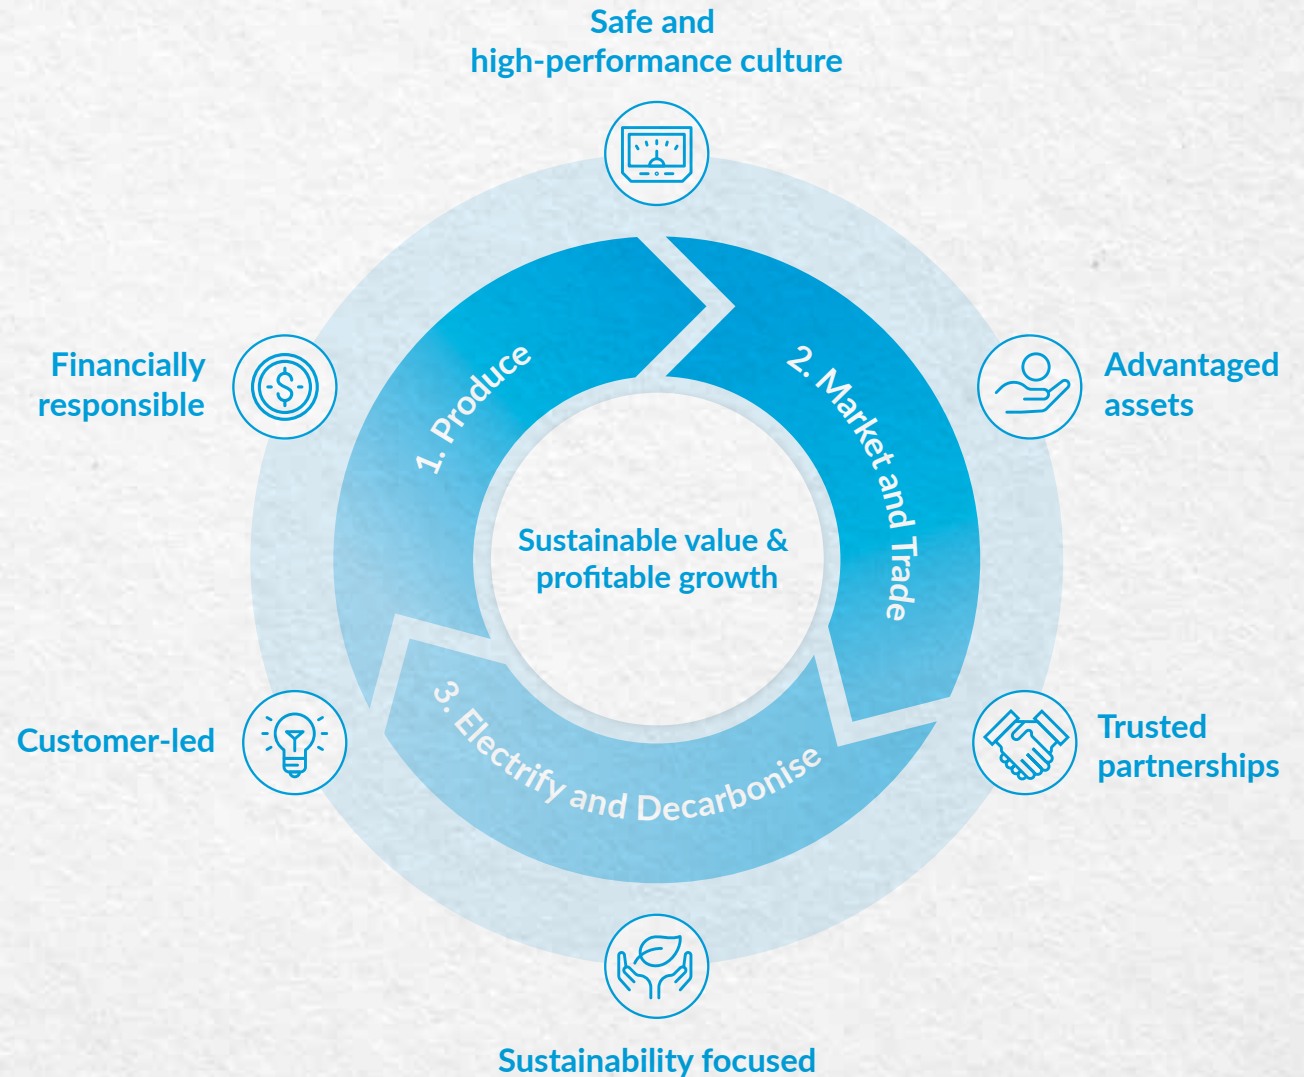 Safe and
high-performance culture
Financially
responsible
Advantaged
assets
1. Produce
2. Market and Trade
Sustainable value &
profitable growth
3. Electrify and Decarbonise
Customer-led
Trusted
partnerships
Sustainability focused